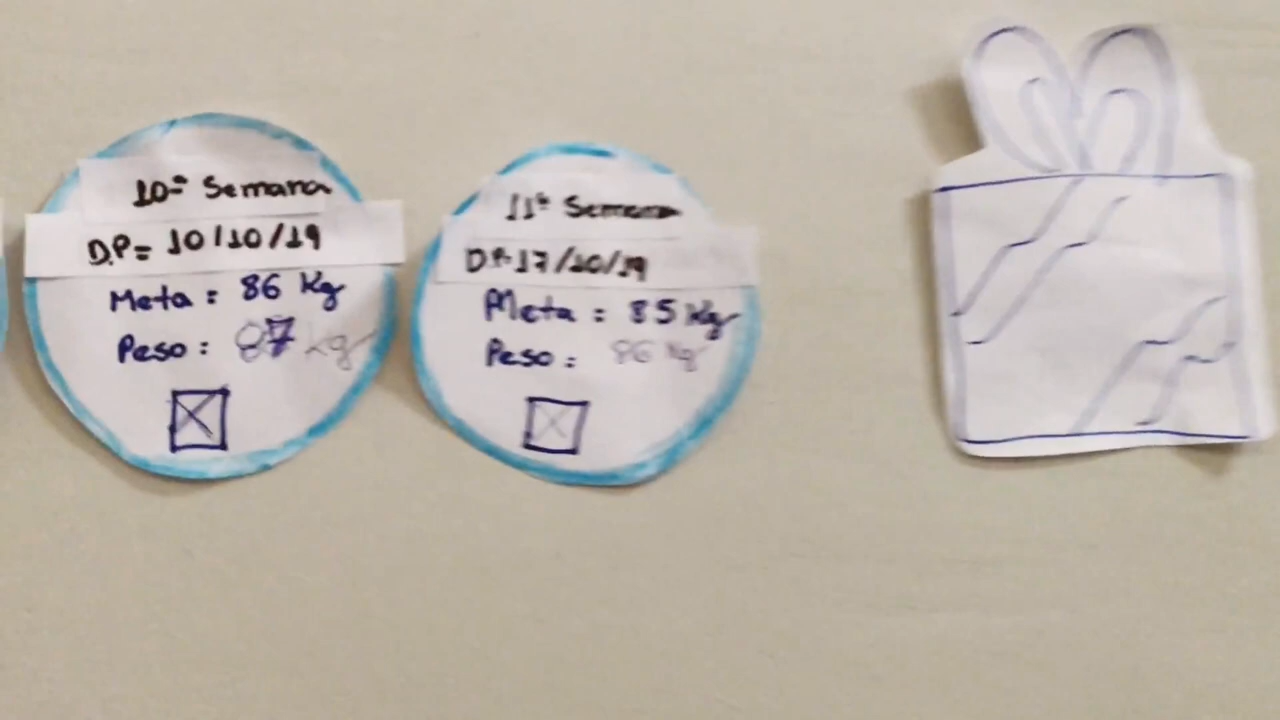 10ª Semana
D.P= 10/10/19
Meta: 86 Kg
Peso: 87 kg
11ª Semana
D.P=17/10/19
Meta: 85 Kg
Peso: 86 Kg